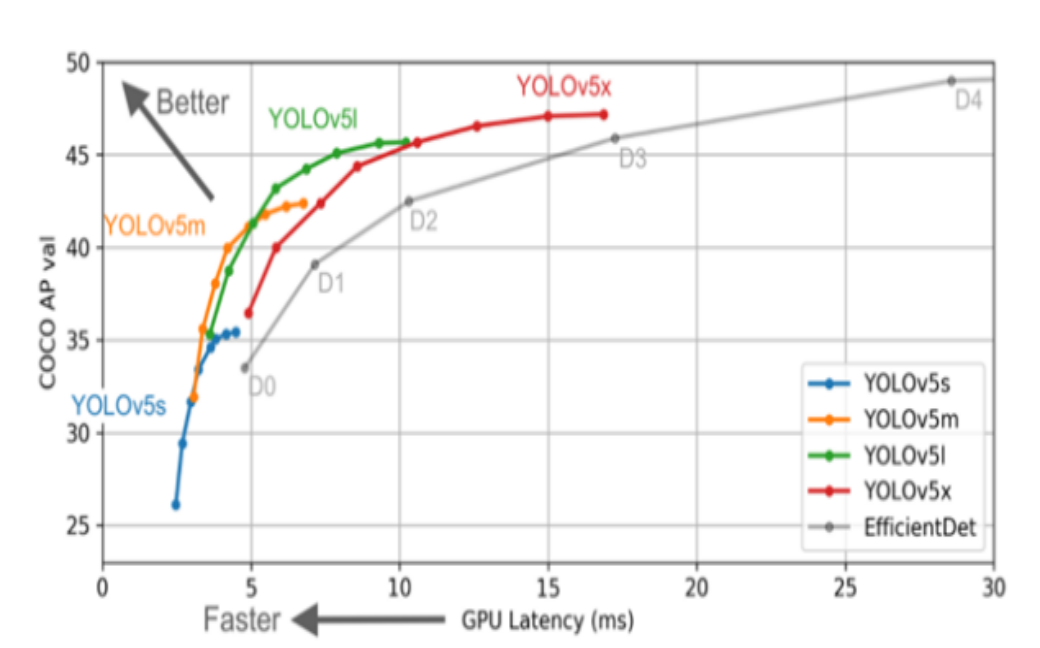 50
Better
YOLOv5x
YOLOv5l
45
D4
D3
YOLOv5m
D2
40
COCO AP val
D1
35
D0
YOLOv5s
30
25
YOLOv5s
YOLOv5m
YOLOv5l
YOLOv5x
EfficientDet
0 5 10 15 20 25 30
Faster GPU Latency (ms)